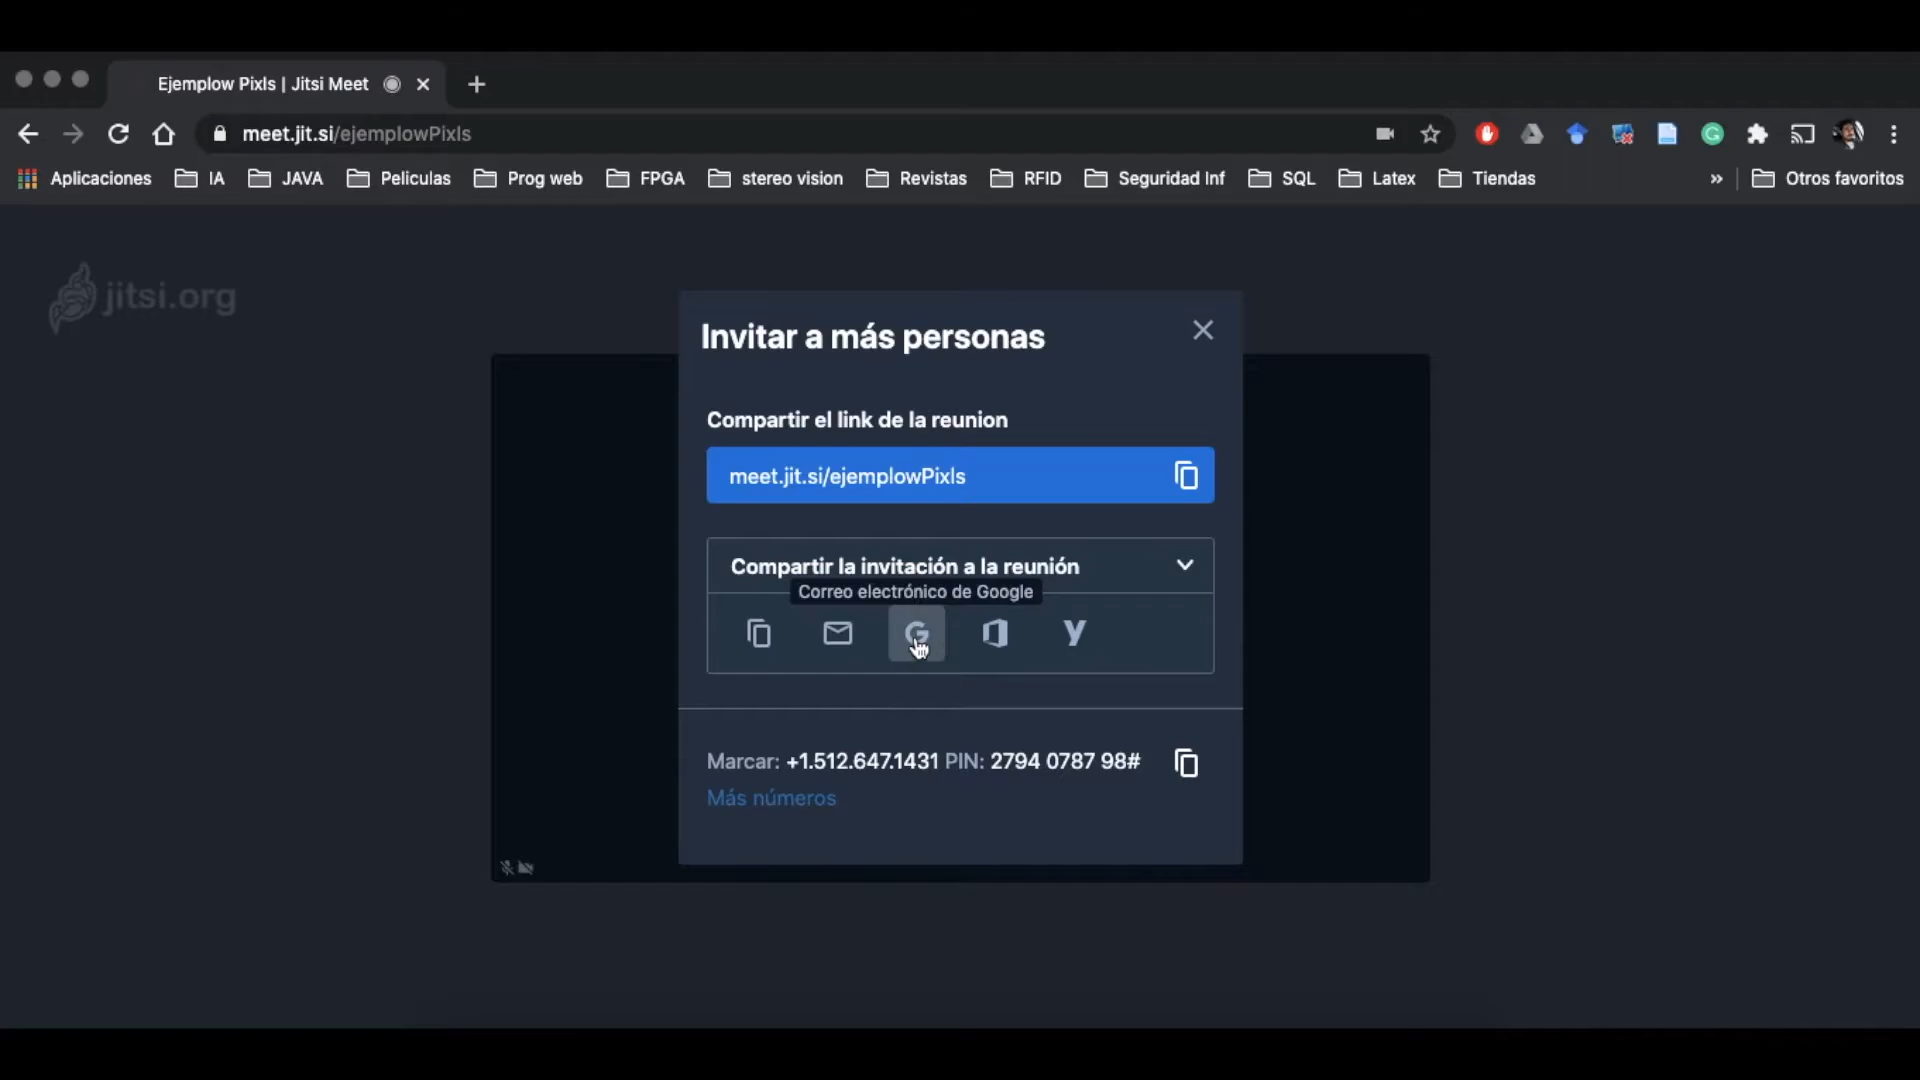 Ejemplow Pixls | Jitsi Meet
meet.jit.si/ejemplowPixls
Aplicaciones IA JAVA Peliculas Prog web FPGA stereo vision Revistas RFID Seguridad Inf SQL Latex Tiendas » Otros favoritos
jitsi.org
Invitar a más personas
Compartir el link de la reunion
meet.jit.si/ejemplowPixls
Compartir la invitación a la reunión
Correo electrónico de Google
Marcar: +1.512.647.1431 PIN: 2794 0787 98#
Más números